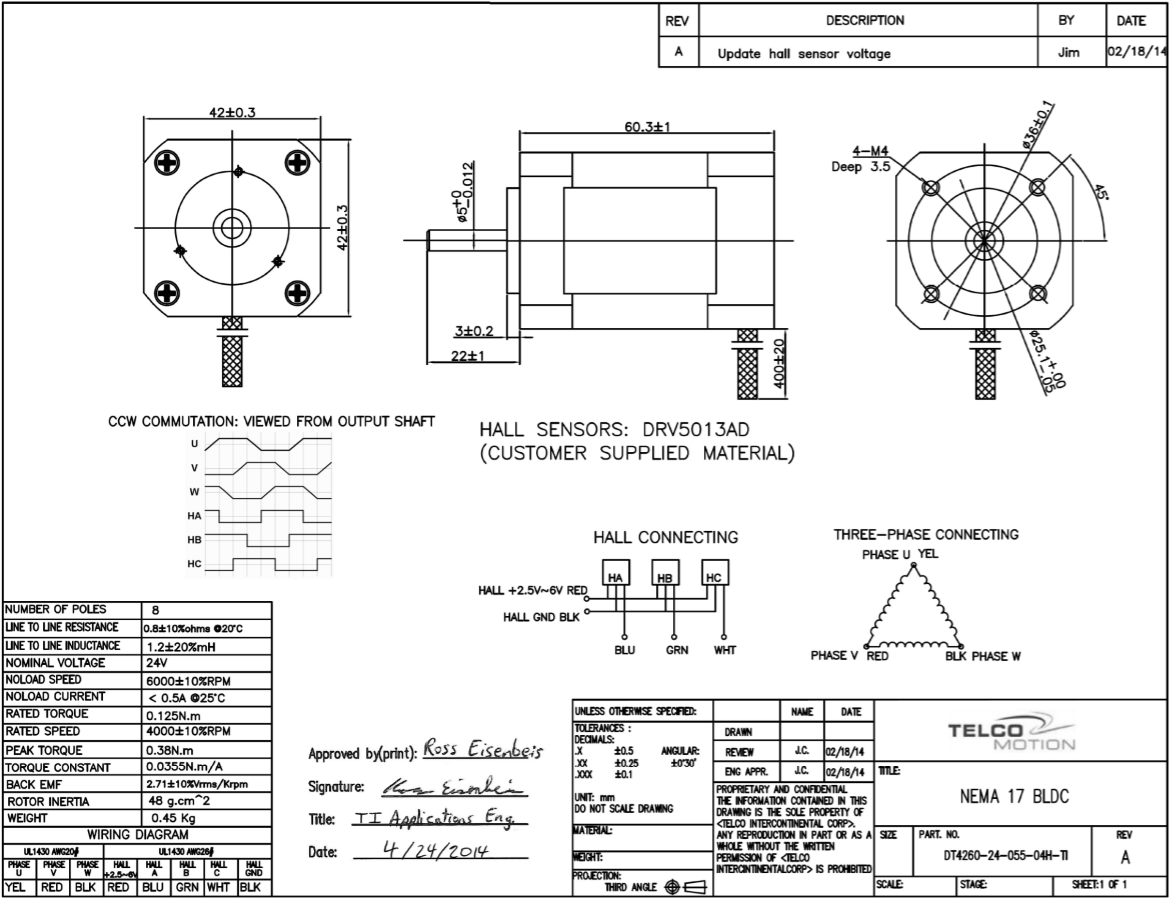 REV DESCRIPTION BY DATE
A Update hall sensor voltage Jim 02/18/14
42±0.3
42±0.3
60.3±1
ø5+0 -0.012
3±0.2
22±1
400±20
4-M4
Deep 3.5
ø36±0.1
45°
ø25.1+.00 -.05
CCW COMMUTATION: VIEWED FROM OUTPUT SHAFT
U
V
W
HA
HB
HC
HALL SENSORS: DRV5013AD
(CUSTOMER SUPPLIED MATERIAL)
HALL CONNECTING
HA HB HC
HALL +2.5V~6V RED
HALL GND BLK
BLU GRN WHT
THREE-PHASE CONNECTING
PHASE U YEL
PHASE V RED BLK PHASE W
NUMBER OF POLES 8
LINE TO LINE RESISTANCE 0.8±10%ohms @20°C
LINE TO LINE INDUCTANCE 1.2±20%mH
NOMINAL VOLTAGE 24V
NOLOAD SPEED 6000±10%RPM
NOLOAD CURRENT < 0.5A @25°C
RATED TORQUE 0.125N.m
RATED SPEED 4000±10%RPM
PEAK TORQUE 0.38N.m
TORQUE CONSTANT 0.0355N.m/A
BACK EMF 2.71±10%Vrms/Krpm
ROTOR INERTIA 48 g.cm^2
WEIGHT 0.45 Kg
WIRING DIAGRAM
UL1430 AWG20# UL1430 AWG26#
PHASE U PHASE V PHASE W HALL +2.5~6V HALL A HALL B HALL C HALL GND
YEL RED BLK RED BLU GRN WHT BLK
Approved by(print): Ross Eisenbeis
Signature: Ross Eisenbeis
Title: TI Applications Eng.
Date: 4/24/2014
UNLESS OTHERWISE SPECIFIED:
TOLERANCES :
DECIMALS:
.X ±0.5 ANGULAR:
.XX ±0.25 ±0°30'
.XXX ±0.1
UNIT: mm
DO NOT SCALE DRAWING
MATERIAL:
WEIGHT:
PROJECTION:
THIRD ANGLE
NAME DATE
DRAWN
REVIEW J.C. 02/18/14
ENG APPR. J.C. 02/18/14
PROPRIETARY AND CONFIDENTIAL
THE INFORMATION CONTAINED IN THIS
DRAWING IS THE SOLE PROPERTY OF
<TELCO INTERCONTINENTAL CORP>.
ANY REPRODUCTION IN PART OR AS A
WHOLE WITHOUT THE WRITTEN
PERMISSION OF <TELCO
INTERCINTINENTALCORP> IS PROHIBITED
TELCO
MOTION
TITLE:
NEMA 17 BLDC
SIZE PART. NO. REV
DT4260-24-055-04H-TI A
SCALE: STAGE: SHEET:1 OF 1